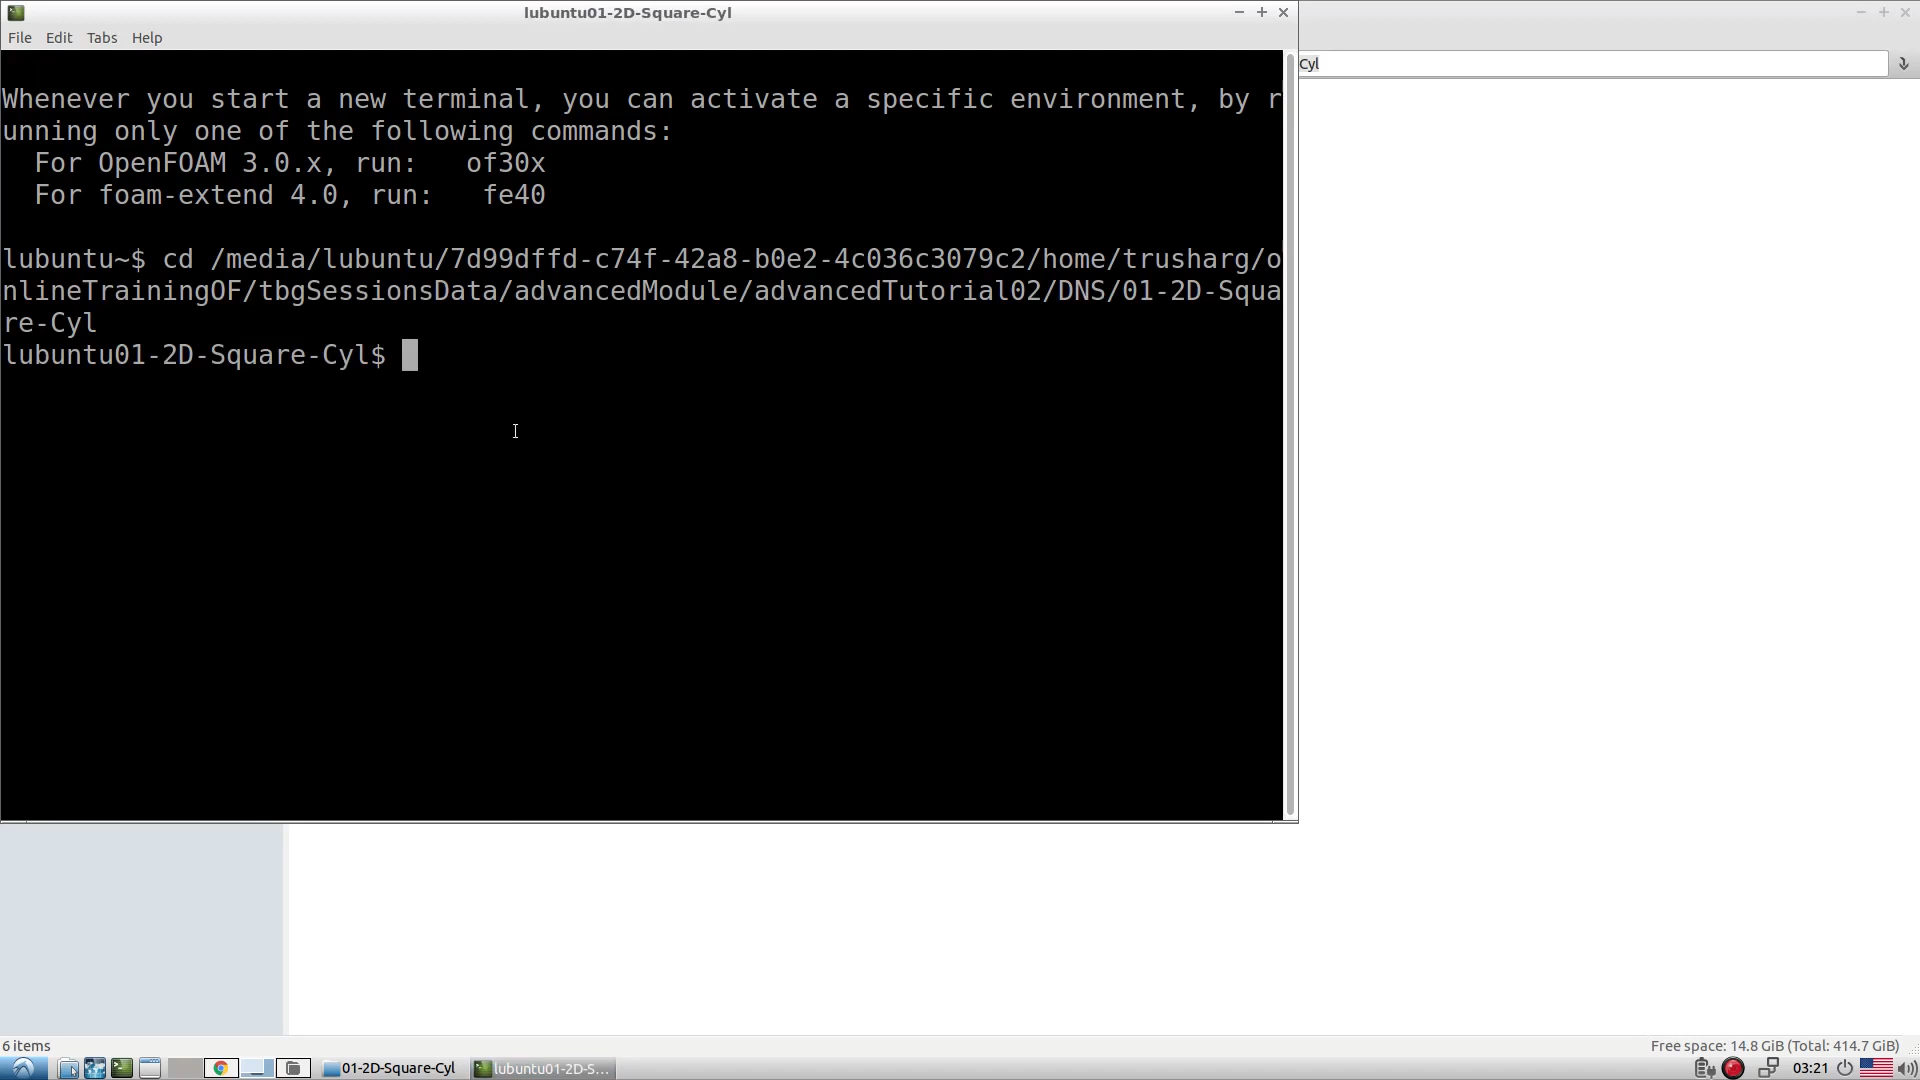 lubuntu01-2D-Square-Cyl
File Edit Tabs Help
Cyl
Whenever you start a new terminal, you can activate a specific environment, by r
unning only one of the following commands:
For OpenFOAM 3.0.x, run: of30x
For foam-extend 4.0, run: fe40
lubuntu~$ cd /media/lubuntu/7d99dffd-c74f-42a8-b0e2-4c036c3079c2/home/trusharg/o
nlineTrainingOF/tbgSessionsData/advancedModule/advancedTutorial02/DNS/01-2D-Squa
re-Cyl
lubuntu01-2D-Square-Cyl$
6 items
Free space: 14.8 GiB (Total: 414.7 GiB)
01-2D-Square-Cyl
lubuntu01-2D-S...
03:21